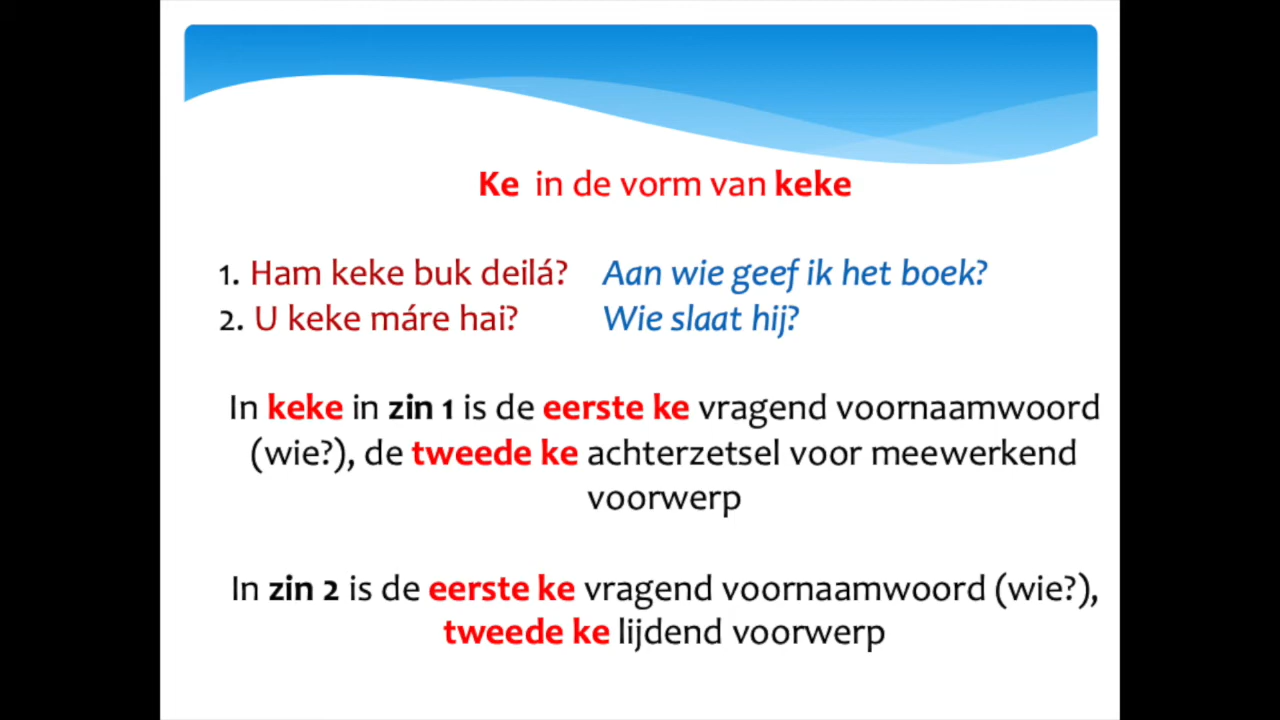 Ke in de vorm van keke
1. Ham keke buk deilá? Aan wie geef ik het boek?
2. U keke máre hai? Wie slaat hij?
In keke in zin 1 is de eerste ke vragend voornaamwoord
(wie?), de tweede ke achterzetsel voor meewerkend
voorwerp
In zin 2 is de eerste ke vragend voornaamwoord (wie?),
tweede ke lijdend voorwerp